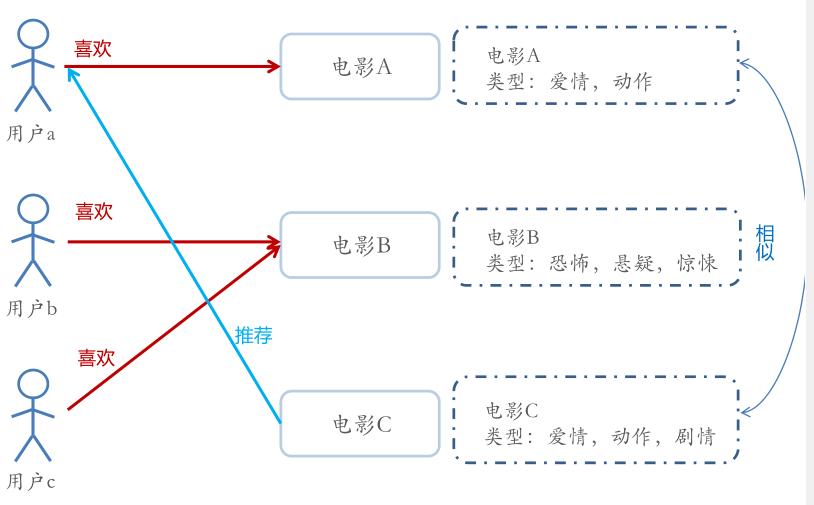 喜欢
电影A
电影A
类型：爱情，动作
用户a
喜欢
电影B
电影B
类型：恐怖，悬疑，惊悚
相似
用户b
推荐
喜欢
电影C
电影C
类型：爱情，动作，剧情
用户c